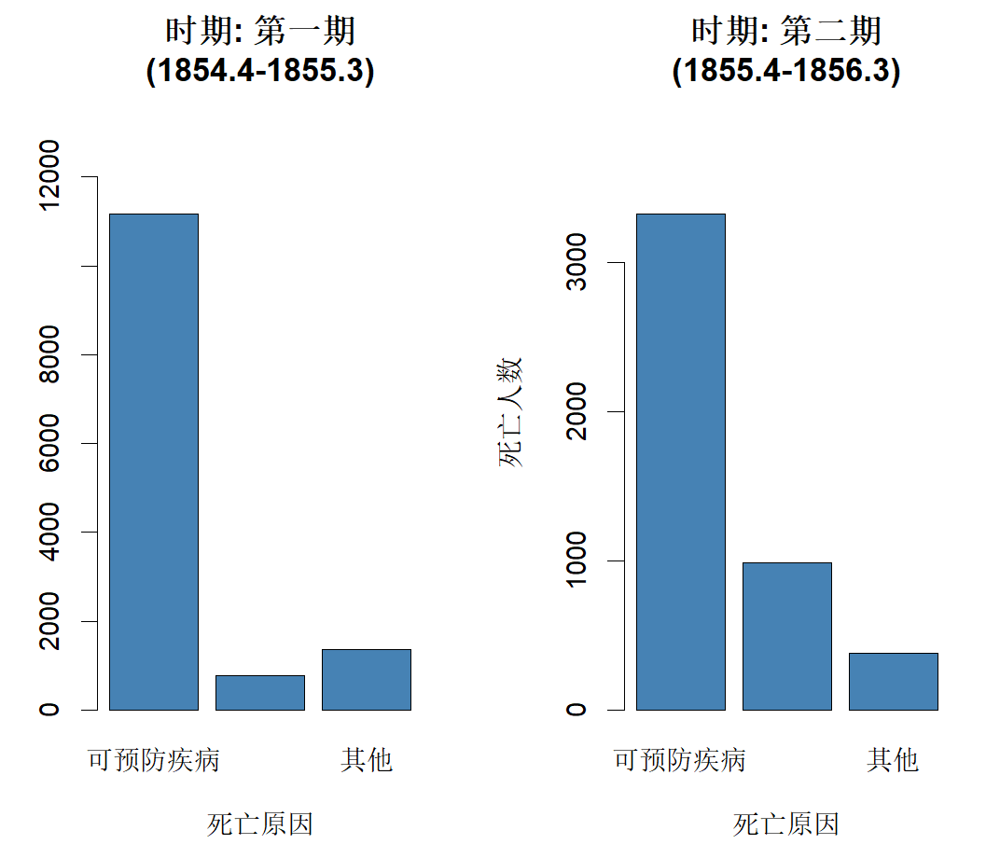 时期: 第一期
(1854.4-1855.3)
12000
8000
6000
4000
2000
0
可预防疾病
其他
死亡原因
时期: 第二期
(1855.4-1856.3)
死亡人数
3000
2000
1000
0
可预防疾病
其他
死亡原因